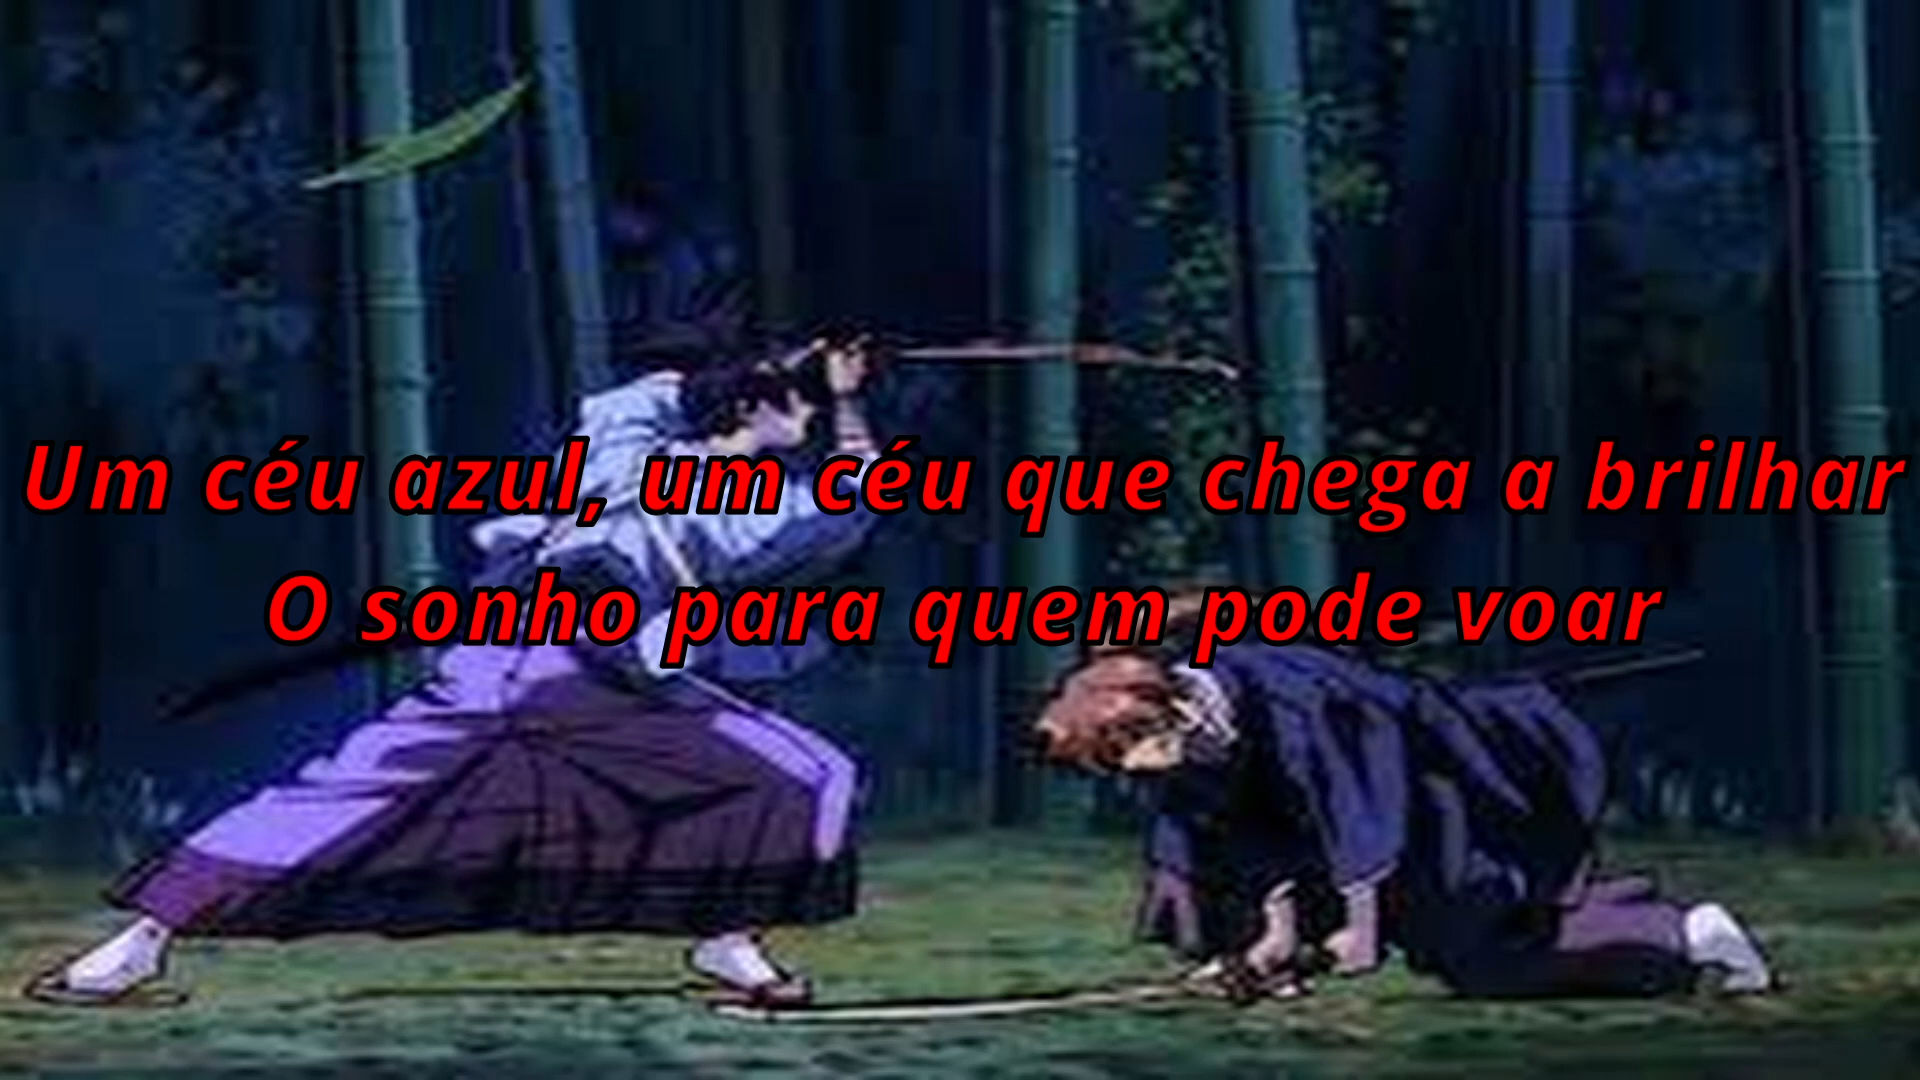 Um céu azul, um céu que chega a brilhar
O sonho para quem pode voar